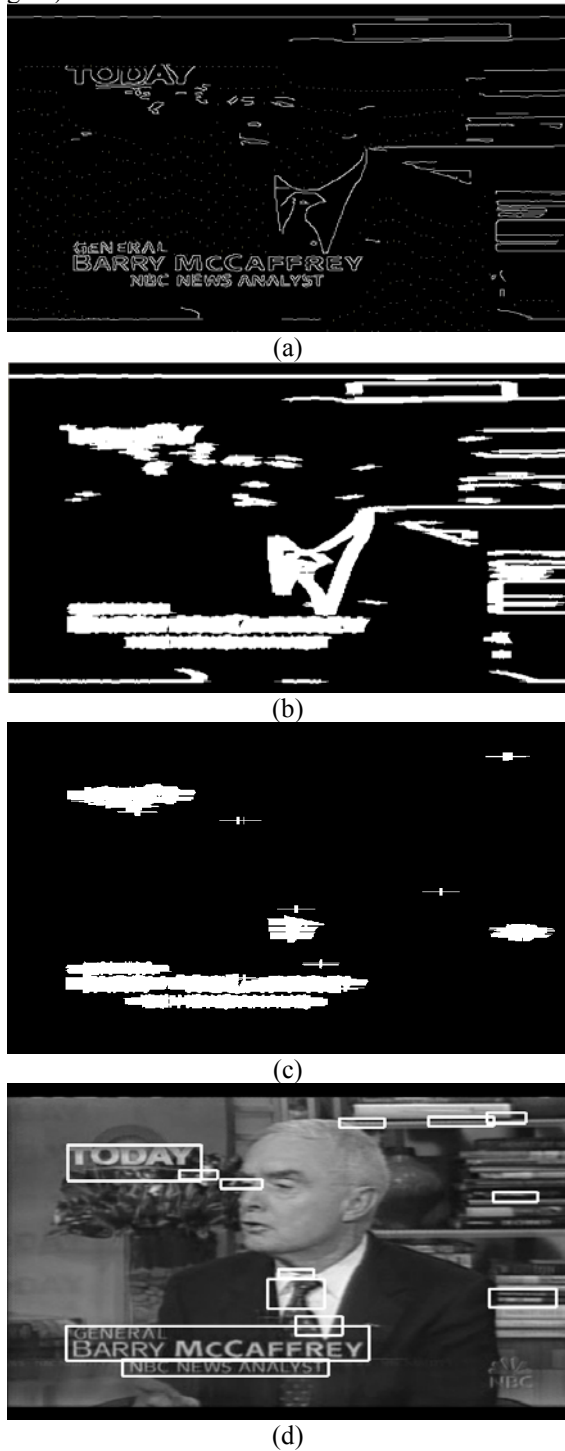 TODAY
GENERAL
BARRY McCAFFREY
NBC NEWS ANALYST
(a)
(b)
(c)
TODAY
GENERAL
BARRY McCAFFREY
NBC NEWS ANALYST
NBC
(d)